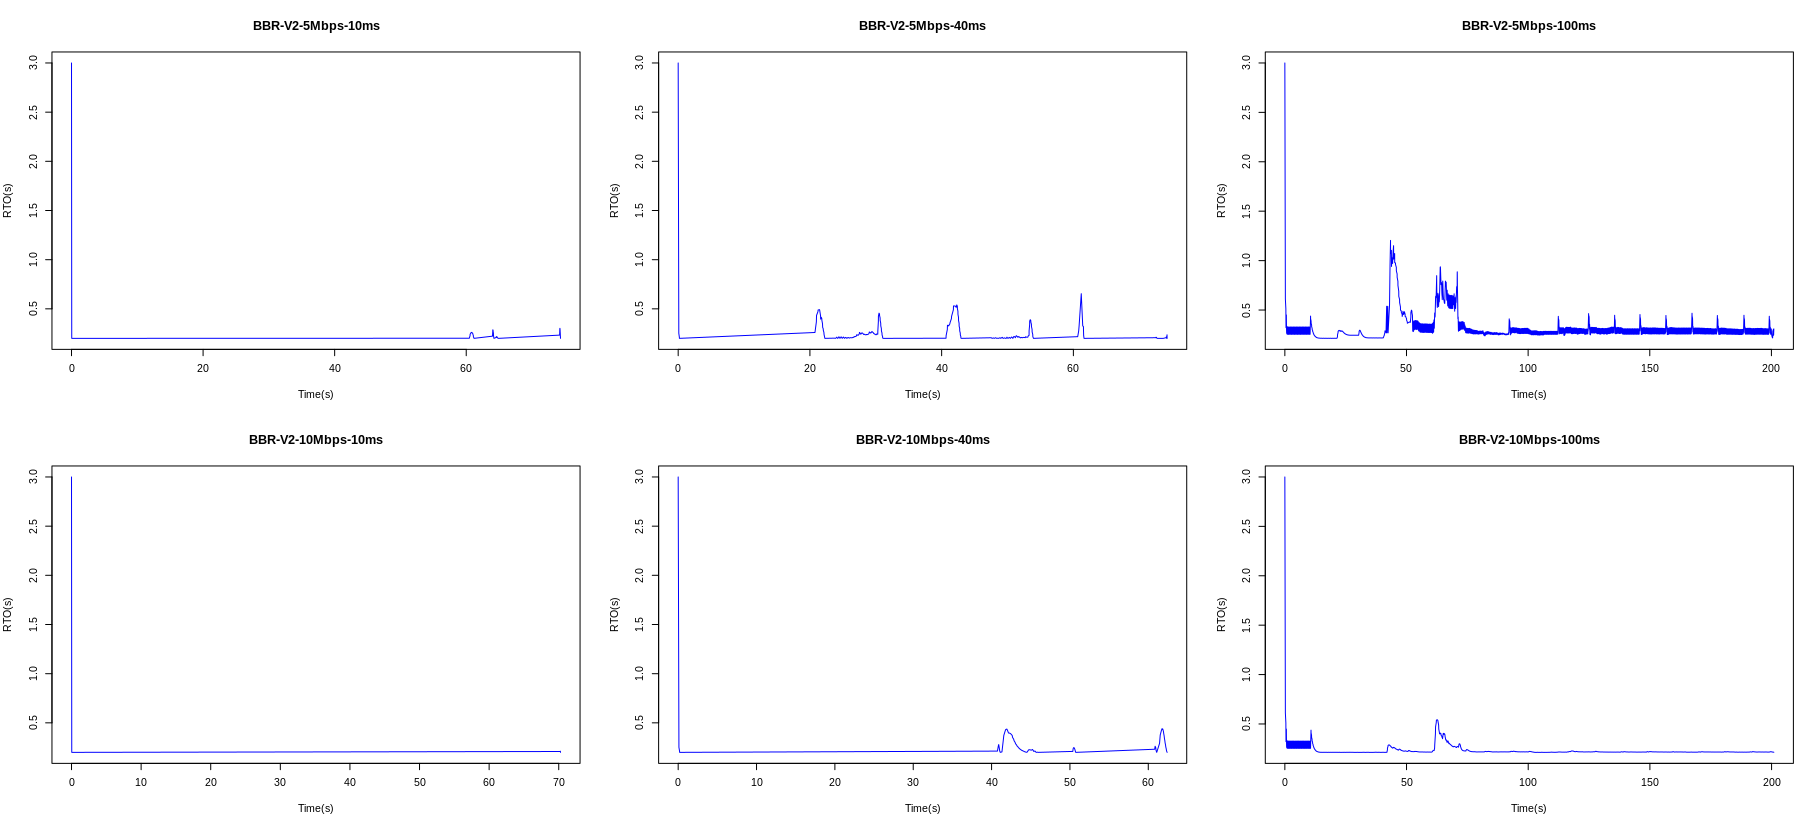 BBR-V2-5Mbps-10ms
RTO(s)
3.0
2.5
2.0
1.5
1.0
0.5
0 20 40 60
Time(s)
BBR-V2-5Mbps-40ms
RTO(s)
3.0
2.5
2.0
1.5
1.0
0.5
0 20 40 60
Time(s)
BBR-V2-5Mbps-100ms
RTO(s)
3.0
2.5
2.0
1.5
1.0
0.5
0 50 100 150 200
Time(s)
BBR-V2-10Mbps-10ms
RTO(s)
3.0
2.5
2.0
1.5
1.0
0.5
0 10 20 30 40 50 60 70
Time(s)
BBR-V2-10Mbps-40ms
RTO(s)
3.0
2.5
2.0
1.5
1.0
0.5
0 10 20 30 40 50 60
Time(s)
BBR-V2-10Mbps-100ms
RTO(s)
3.0
2.5
2.0
1.5
1.0
0.5
0 50 100 150 200
Time(s)